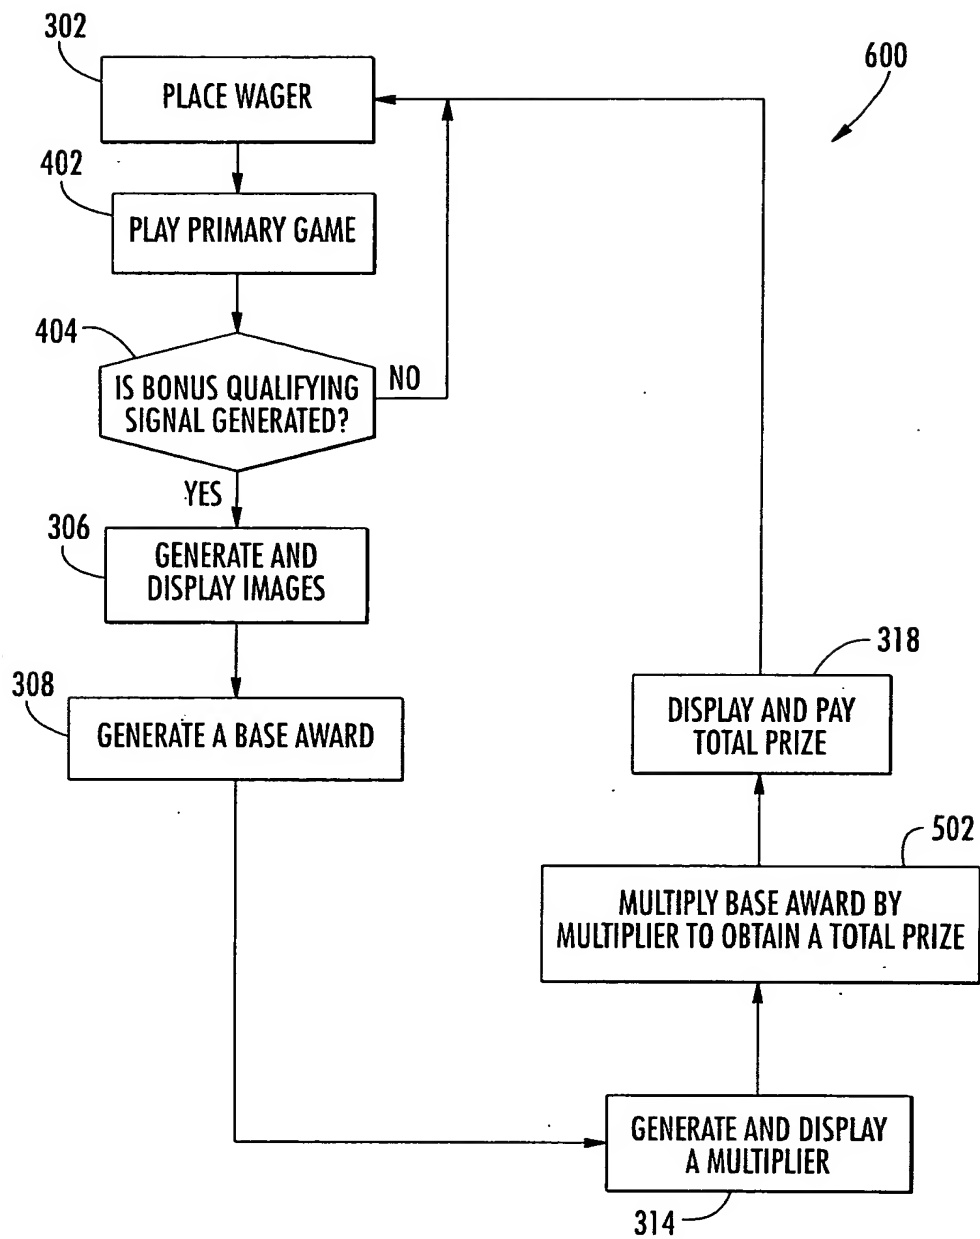 302
600
PLACE WAGER
402
PLAY PRIMARY GAME
404
IS BONUS QUALIFYING
SIGNAL GENERATED?
NO
YES
306
GENERATE AND
DISPLAY IMAGES
308
GENERATE A BASE AWARD
318
DISPLAY AND PAY
TOTAL PRIZE
502
MULTIPLY BASE AWARD BY
MULTIPLIER TO OBTAIN A TOTAL PRIZE
GENERATE AND DISPLAY
A MULTIPLIER
314